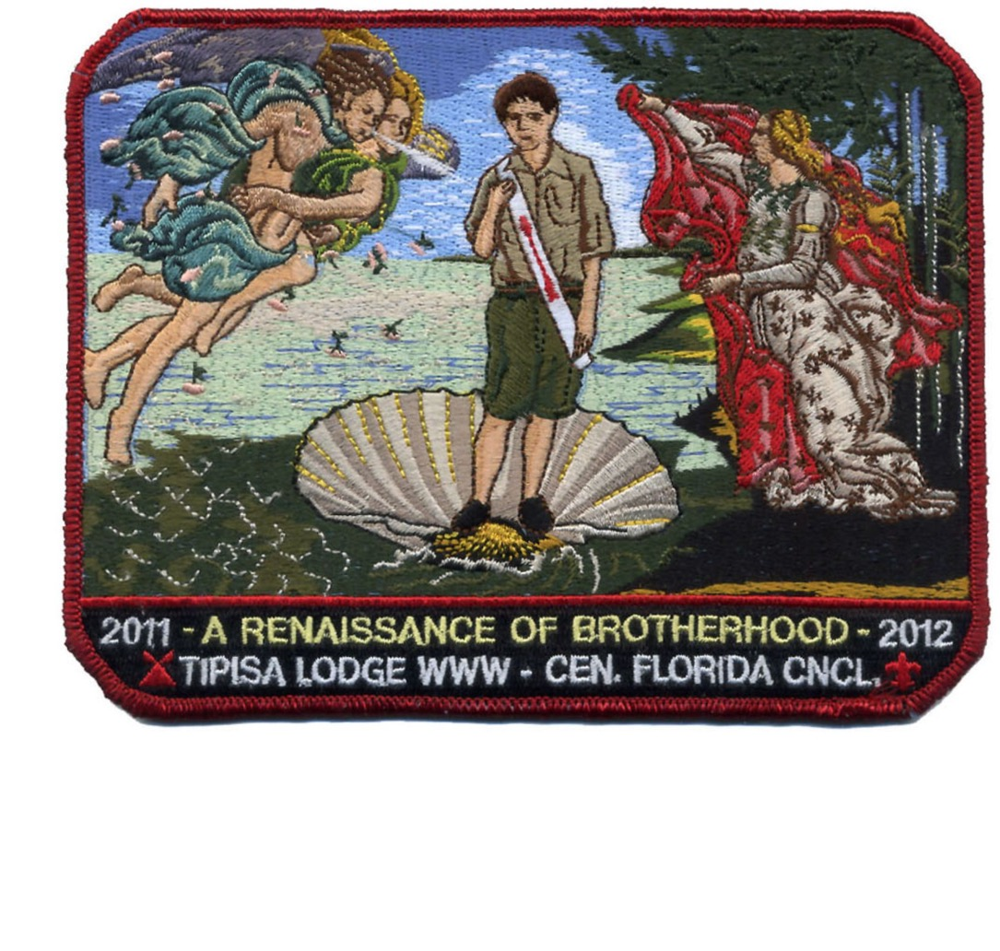 2011 - A RENAISSANCE OF BROTHERHOOD - 2012
TIPISA LODGE WWW - CEN. FLORIDA CNCL.